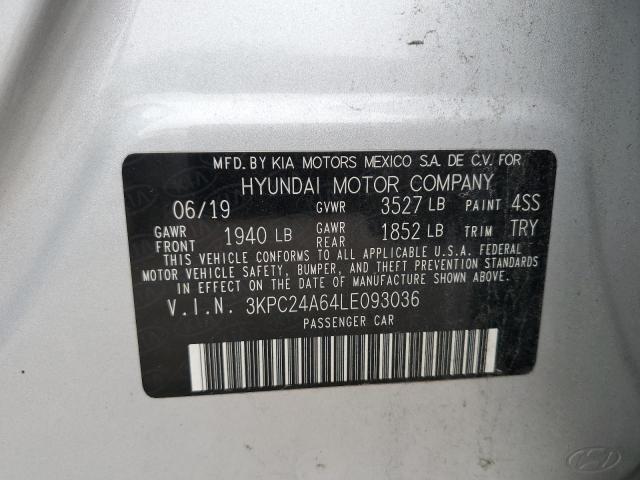 MFD. BY KIA MOTORS MEXICO S.A. DE C.V. FOR
HYUNDAI MOTOR COMPANY
06/19 GVWR 3527 LB PAINT 4SS
GAWR FRONT 1940 LB GAWR REAR 1852 LB TRIM TRY
THIS VEHICLE CONFORMS TO ALL APPLICABLE U.S.A. FEDERAL
MOTOR VEHICLE SAFETY, BUMPER, AND THEFT PREVENTION STANDARDS
IN EFFECT ON THE DATE OF MANUFACTURE SHOWN ABOVE.
V.I.N. 3KPC24A64LE093036
PASSENGER CAR